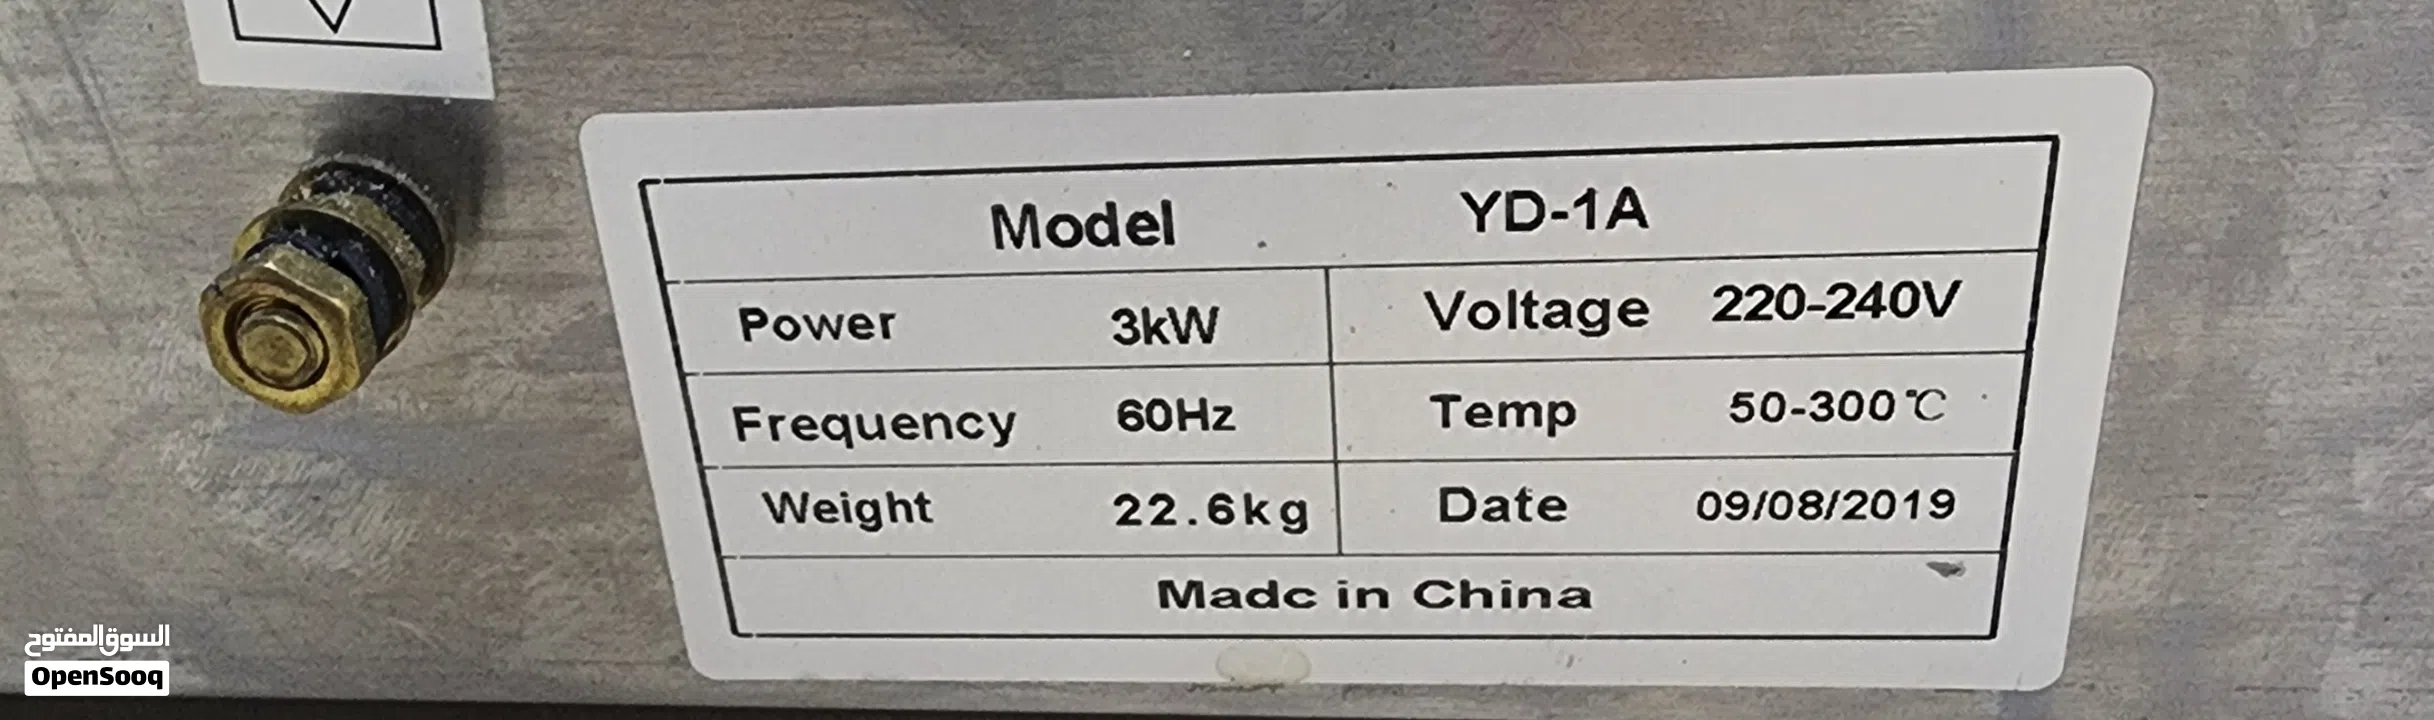 Model YD-1A
Power 3kW Voltage 220-240V
Frequency 60Hz Temp 50-300℃
Weight 22.6kg Date 09/08/2019
Made in China
السوق المفتوح
OpenSooq